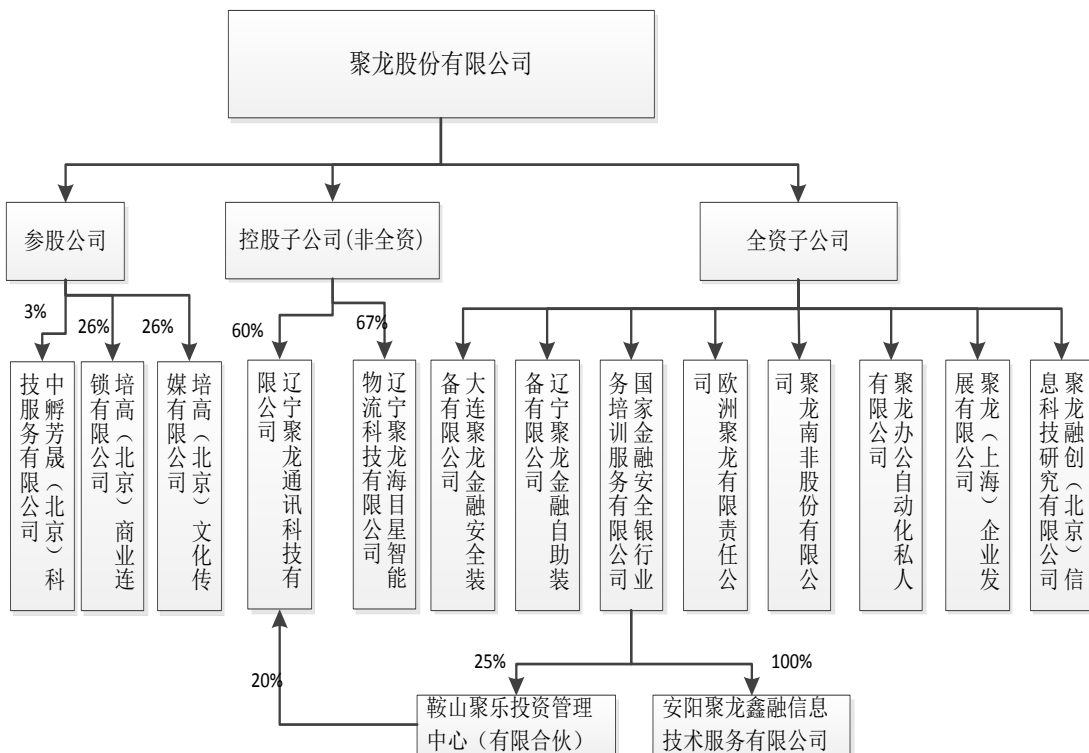 聚龙股份有限公司
参股公司
控股子公司(非全资)
全资子公司
3%
26%
26%
60%
67%
中孵芳晟（北京）科
技服务有限公司
培高（北京）商业连
锁有限公司
培高（北京）文化传
媒有限公司
辽宁聚龙通讯科技有
限公司
辽宁聚龙海目星智能
物流科技有限公司
大连聚龙金融安全装
备有限公司
辽宁聚龙金融自助装
备有限公司
国家金融安全银行业
务培训服务有限公司
欧洲聚龙有限责任公
司
聚龙南非股份有限公
司
聚龙办公自动化私人
有限公司
聚龙（上海）企业发
展有限公司
聚龙融创（北京）信
息科技研究有限公司
20%
25%
100%
鞍山聚乐投资管理
中心（有限合伙）
安阳聚龙鑫融信息
技术服务有限公司